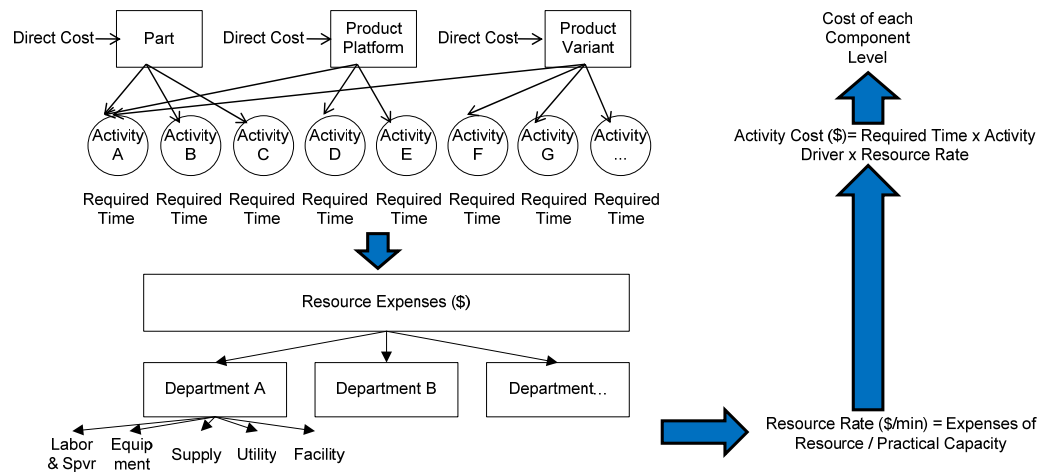 Direct Cost
Part
Direct Cost
Product
Platform
Direct Cost
Product
Variant
Cost of each
Component
Level
Activity
A
Activity
B
Activity
C
Activity
D
Activity
E
Activity
F
Activity
G
Activity
...
Activity Cost ($)= Required Time x Activity
Driver x Resource Rate
Required
Time
Required
Time
Required
Time
Required
Time
Required
Time
Required
Time
Required
Time
Required
Time
Resource Expenses ($)
Department A
Department B
Department...
Labor
& Spvr
Equip
ment
Supply
Utility
Facility
Resource Rate ($/min) = Expenses of
Resource / Practical Capacity